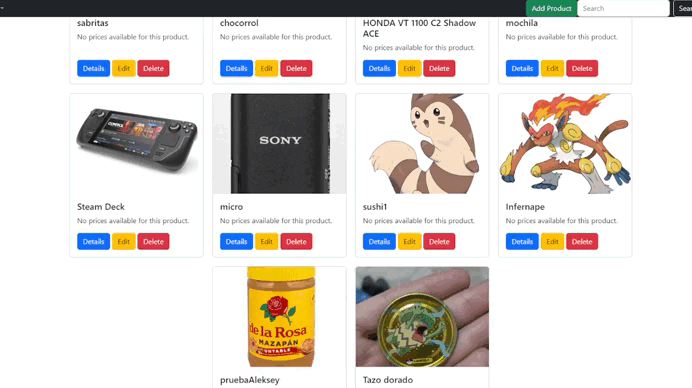 Add Product
Search
sabritas
No prices available for this product.
Details Edit Delete
chocorrol
No prices available for this product.
Details Edit Delete
HONDA VT 1100 C2 Shadow
ACE
No prices available for this product.
Details Edit Delete
mochila
No prices available for this product.
Details Edit Delete
Steam Deck
No prices available for this product.
Details Edit Delete
SONY
micro
No prices available for this product.
Details Edit Delete
sushi1
No prices available for this product.
Details Edit Delete
Infernape
No prices available for this product.
Details Edit Delete
de la Rosa
MAZAPÁN
UNTABLE
pruebaAleksey
Tazo dorado